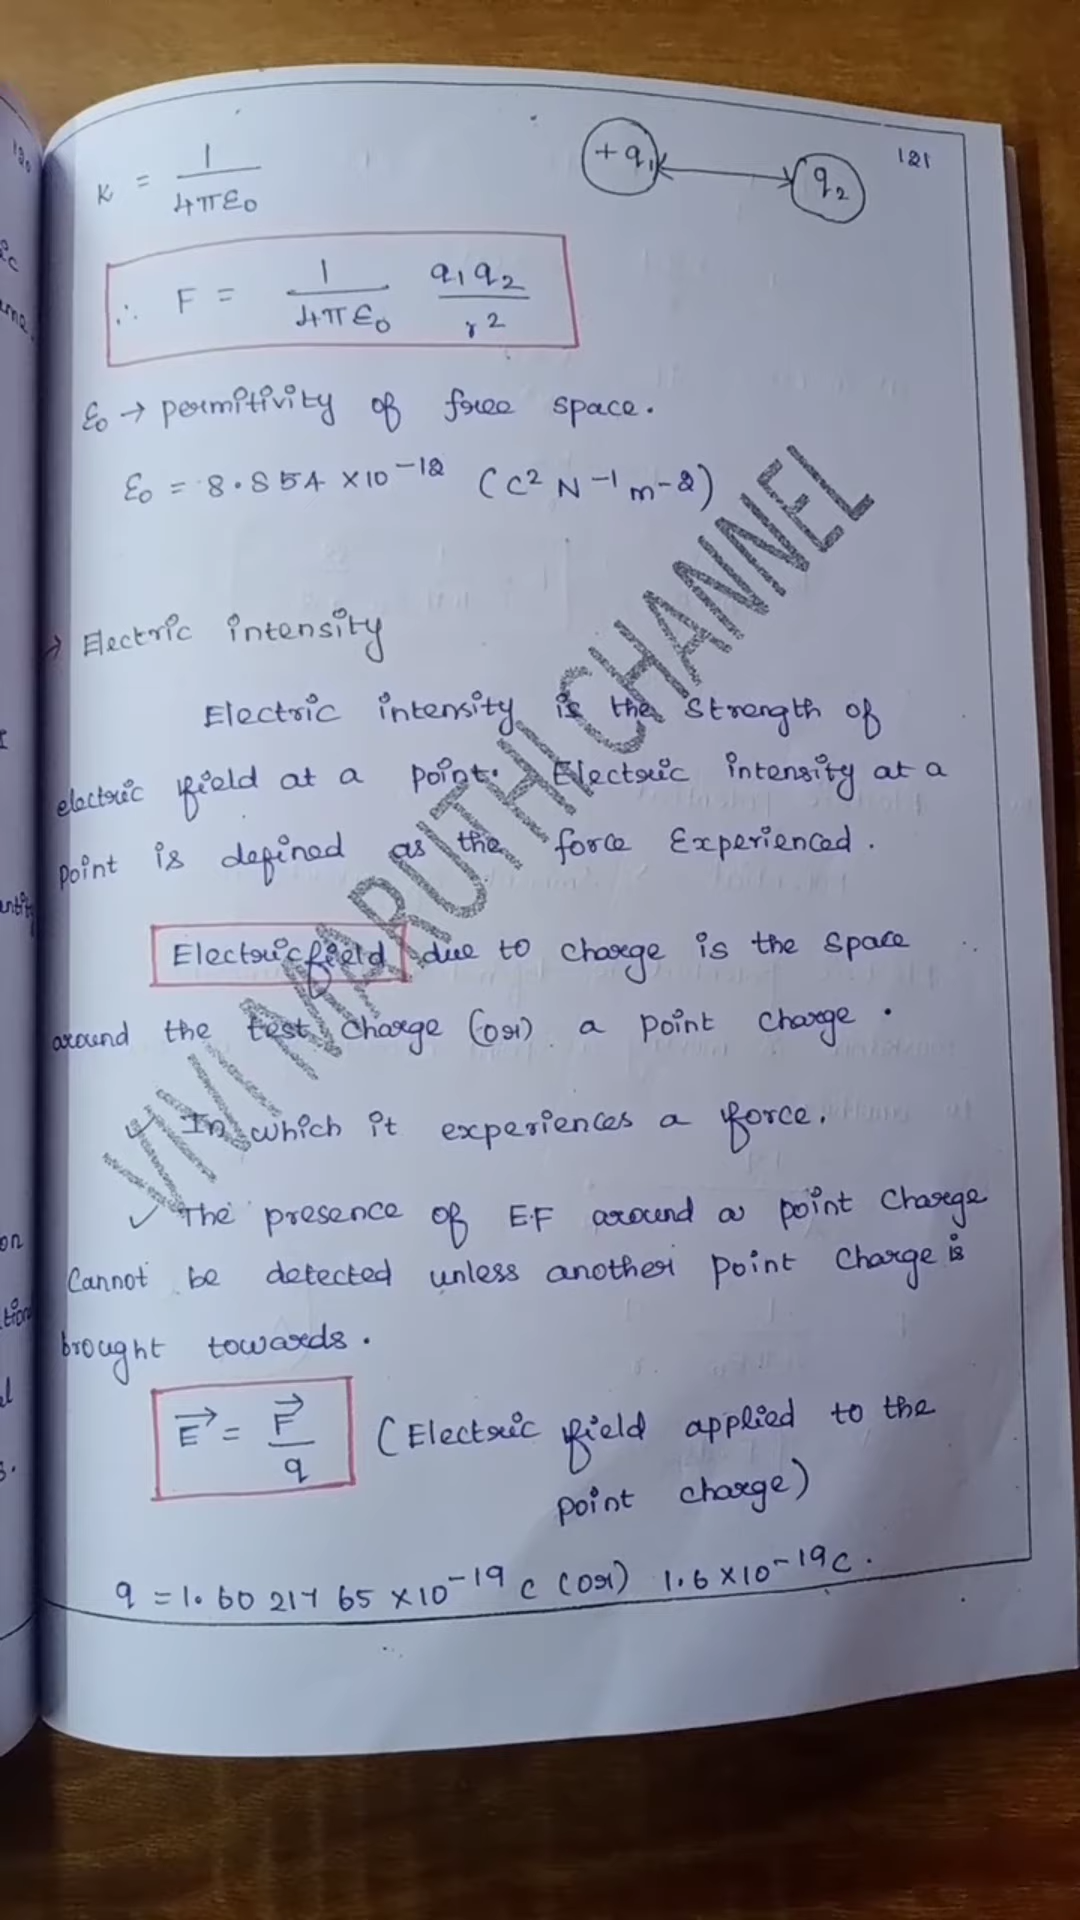 121
K = 1/4πε0
+q1 q2
∴ F = 1/4πε0 q1q2/r2
ε0 → permitivity of free space.
ε0 = 8.854 ×10-12 (C2 N-1 m-2)
→ Electric intensity
Electric intensity is the strength of
electric field at a point. Electric intensity at a
point is defined as the force Experienced.
Electricfield due to charge is the space
around the test charge (or) a point charge.
✓ In which it experiences a force.
✓ The presence of E.F around a point charge
cannot be detected unless another point charge is
brought towards.
E→ = F→/q (Electric field applied to the
point charge)
q = 1.60 217 65 ×10-19 C (or) 1.6×10-19C.
VIVI MARUTHI CHANNEL